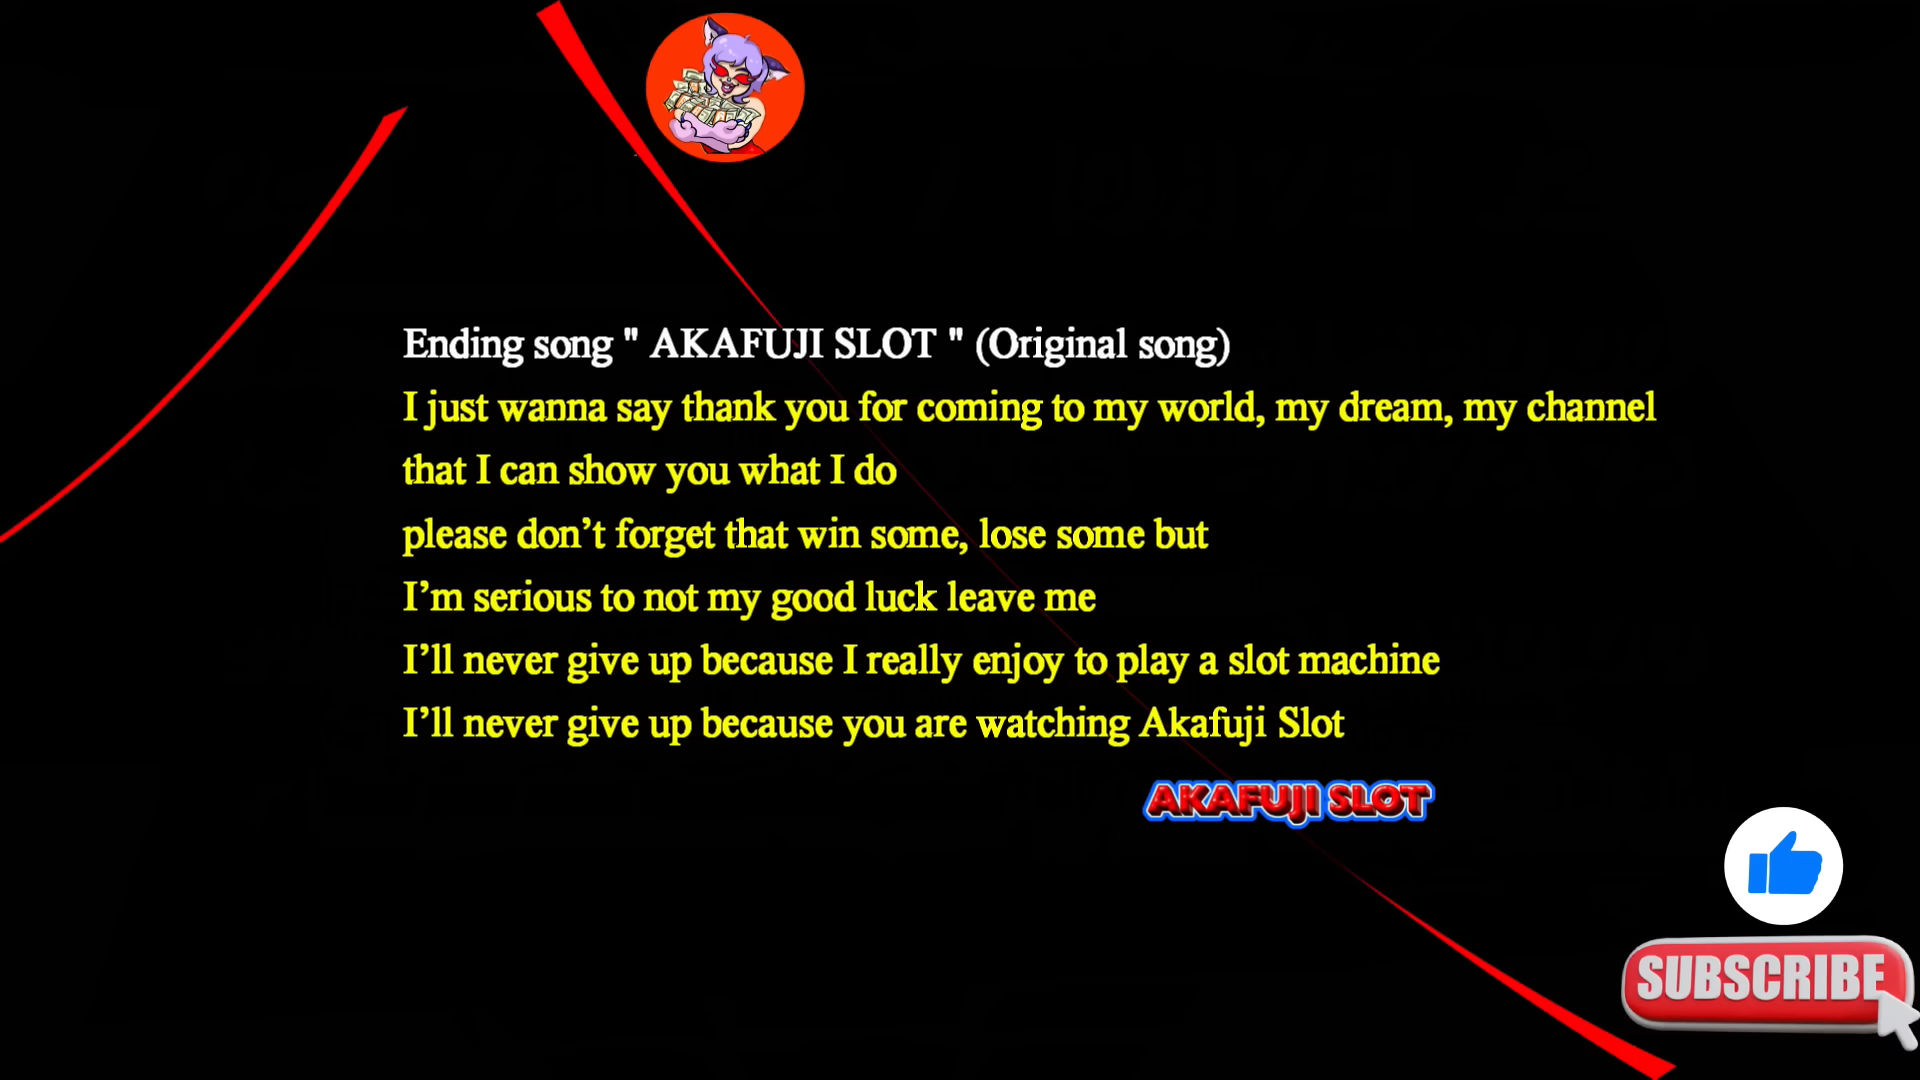 Ending song " AKAFUJI SLOT " (Original song)
I just wanna say thank you for coming to my world, my dream, my channel
that I can show you what I do
please don’t forget that win some, lose some but
I’m serious to not my good luck leave me
I’ll never give up because I really enjoy to play a slot machine
I’ll never give up because you are watching Akafuji Slot
AKAFUJI SLOT
SUBSCRIBE